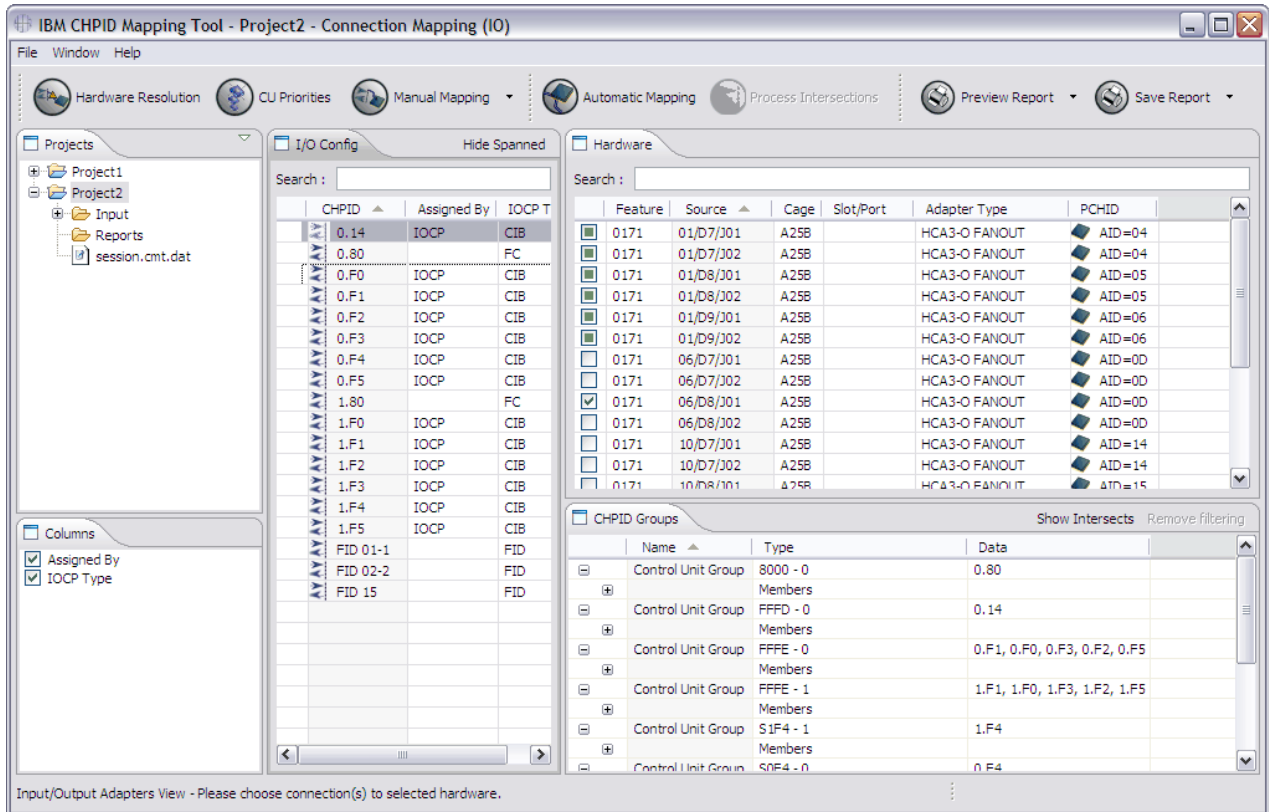 IBM CHPID Mapping Tool - Project2 - Connection Mapping (IO)
File Window Help
Hardware Resolution CU Priorities Manual Mapping Automatic Mapping Process Intersections Preview Report Save Report
Projects
Project1
Project2
Input
Reports
session.cmt.dat
Columns
Assigned By
IOCP Type
I/O Config Hide Spanned
Search :
CHPID Assigned By IOCP T
0.14 IOCP CIB
0.80 FC
0.F0 IOCP CIB
0.F1 IOCP CIB
0.F2 IOCP CIB
0.F3 IOCP CIB
0.F4 IOCP CIB
0.F5 IOCP CIB
1.80 FC
1.F0 IOCP CIB
1.F1 IOCP CIB
1.F2 IOCP CIB
1.F3 IOCP CIB
1.F4 IOCP CIB
1.F5 IOCP CIB
FID 01-1 FID
FID 02-2 FID
FID 15 FID
Hardware
Search :
Feature Source Cage Slot/Port Adapter Type PCHID
0171 01/D7/J01 A25B HCA3-O FANOUT AID=04
0171 01/D7/J02 A25B HCA3-O FANOUT AID=04
0171 01/D8/J01 A25B HCA3-O FANOUT AID=05
0171 01/D8/J02 A25B HCA3-O FANOUT AID=05
0171 01/D9/J01 A25B HCA3-O FANOUT AID=06
0171 01/D9/J02 A25B HCA3-O FANOUT AID=06
0171 06/D7/J01 A25B HCA3-O FANOUT AID=0D
0171 06/D7/J02 A25B HCA3-O FANOUT AID=0D
0171 06/D8/J01 A25B HCA3-O FANOUT AID=0D
0171 06/D8/J02 A25B HCA3-O FANOUT AID=0D
0171 10/D7/J01 A25B HCA3-O FANOUT AID=14
0171 10/D7/J02 A25B HCA3-O FANOUT AID=14
0171 10/D8/J01 A25B HCA3-O FANOUT AID=15
CHPID Groups Show Intersects Remove filtering
Name Type Data
Control Unit Group 8000 - 0 0.80
Members
Control Unit Group FFFD - 0 0.14
Members
Control Unit Group FFFE - 0 0.F1, 0.F0, 0.F3, 0.F2, 0.F5
Members
Control Unit Group FFFE - 1 1.F1, 1.F0, 1.F3, 1.F2, 1.F5
Members
Control Unit Group S1F4 - 1 1.F4
Members
Control Unit Group S0F4 - 0 0.F4
Input/Output Adapters View - Please choose connection(s) to selected hardware.